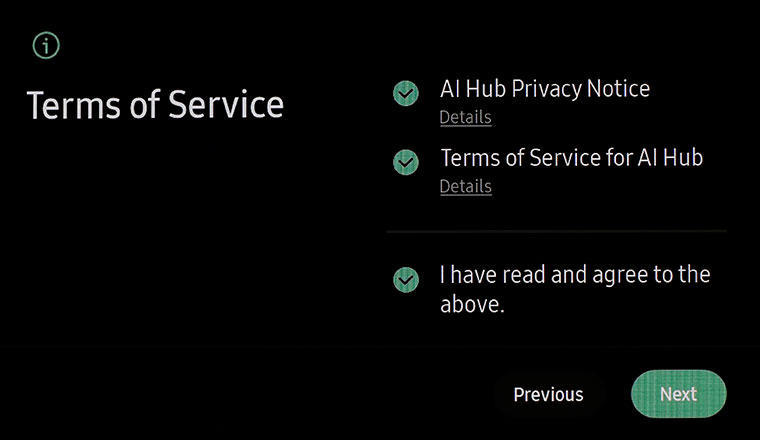 Terms of Service
AI Hub Privacy Notice
Details
Terms of Service for AI Hub
Details
I have read and agree to the
above.
Previous
Next